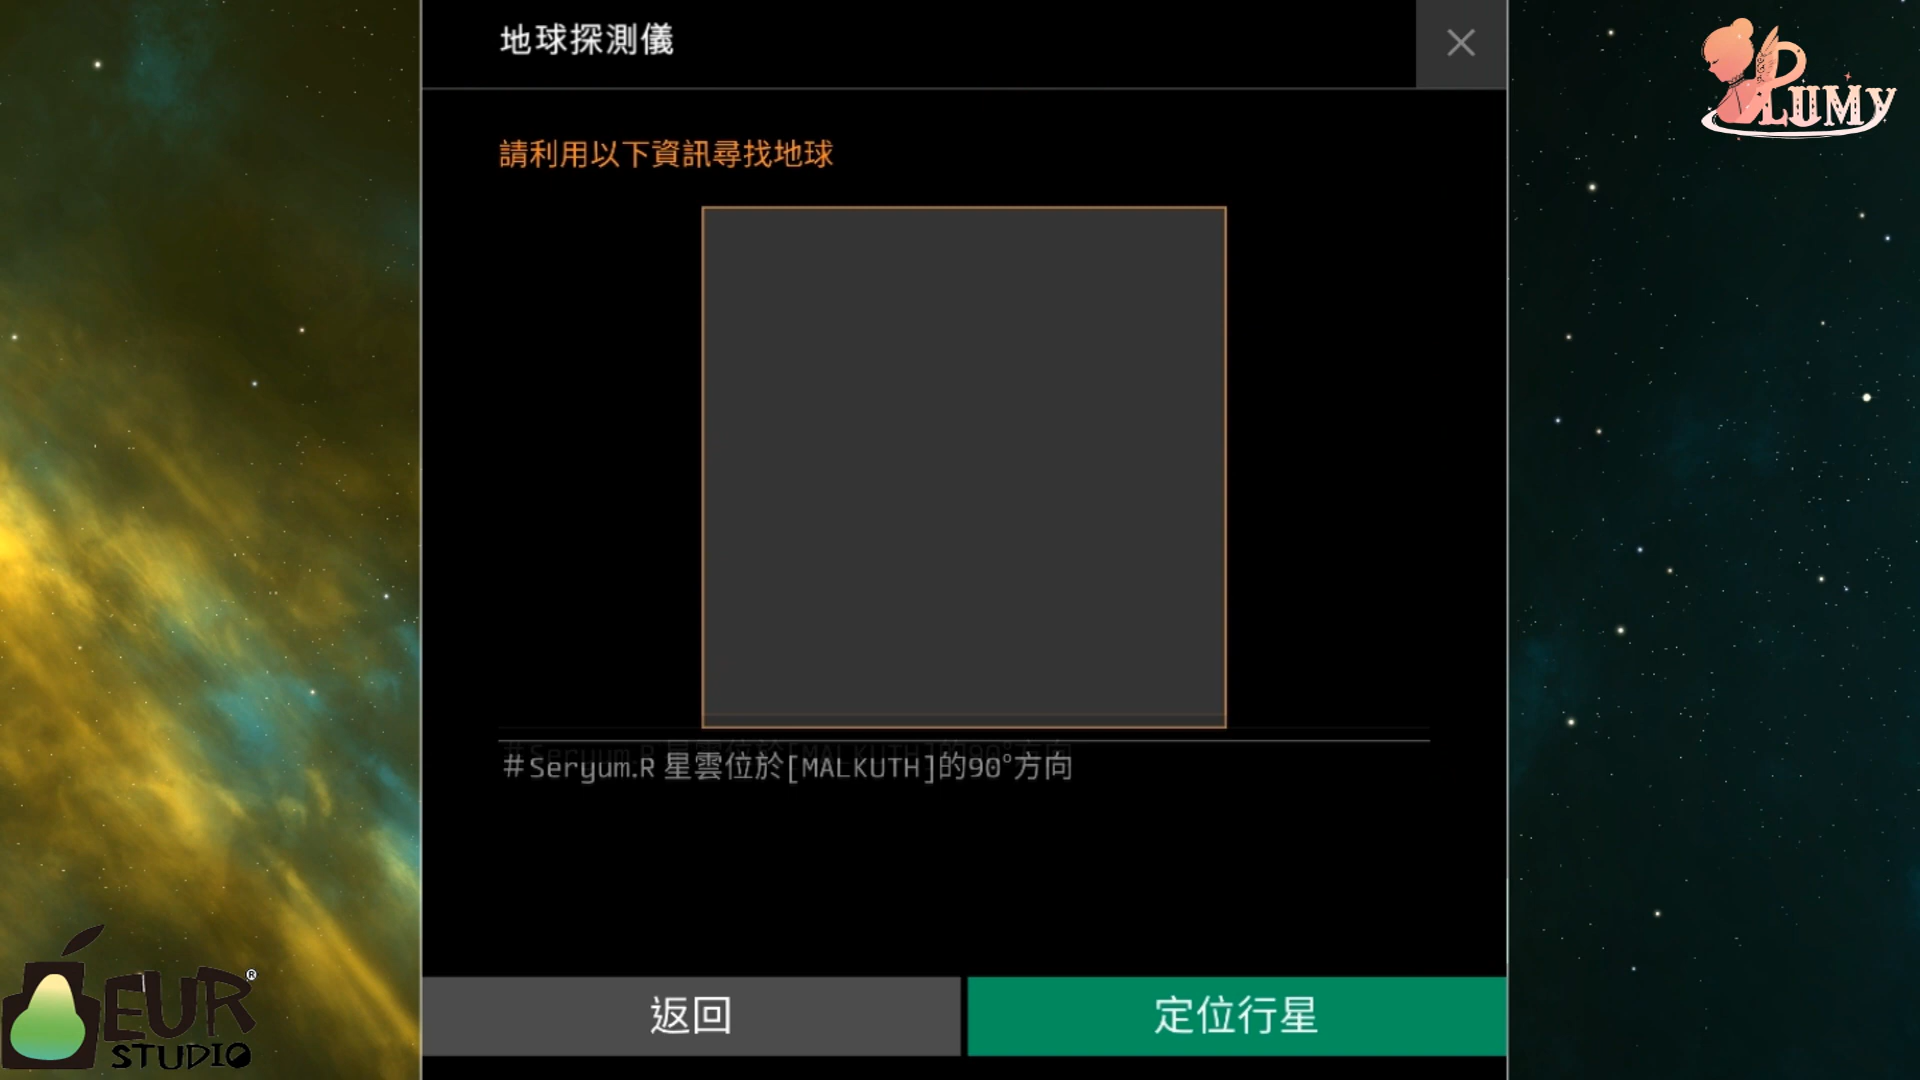 地球探測儀
PLUMY
請利用以下資訊尋找地球
#Seryum.R 星雲位於[MALKUTH]的90°方向
返回
定位行星
EUR®
STUDIO